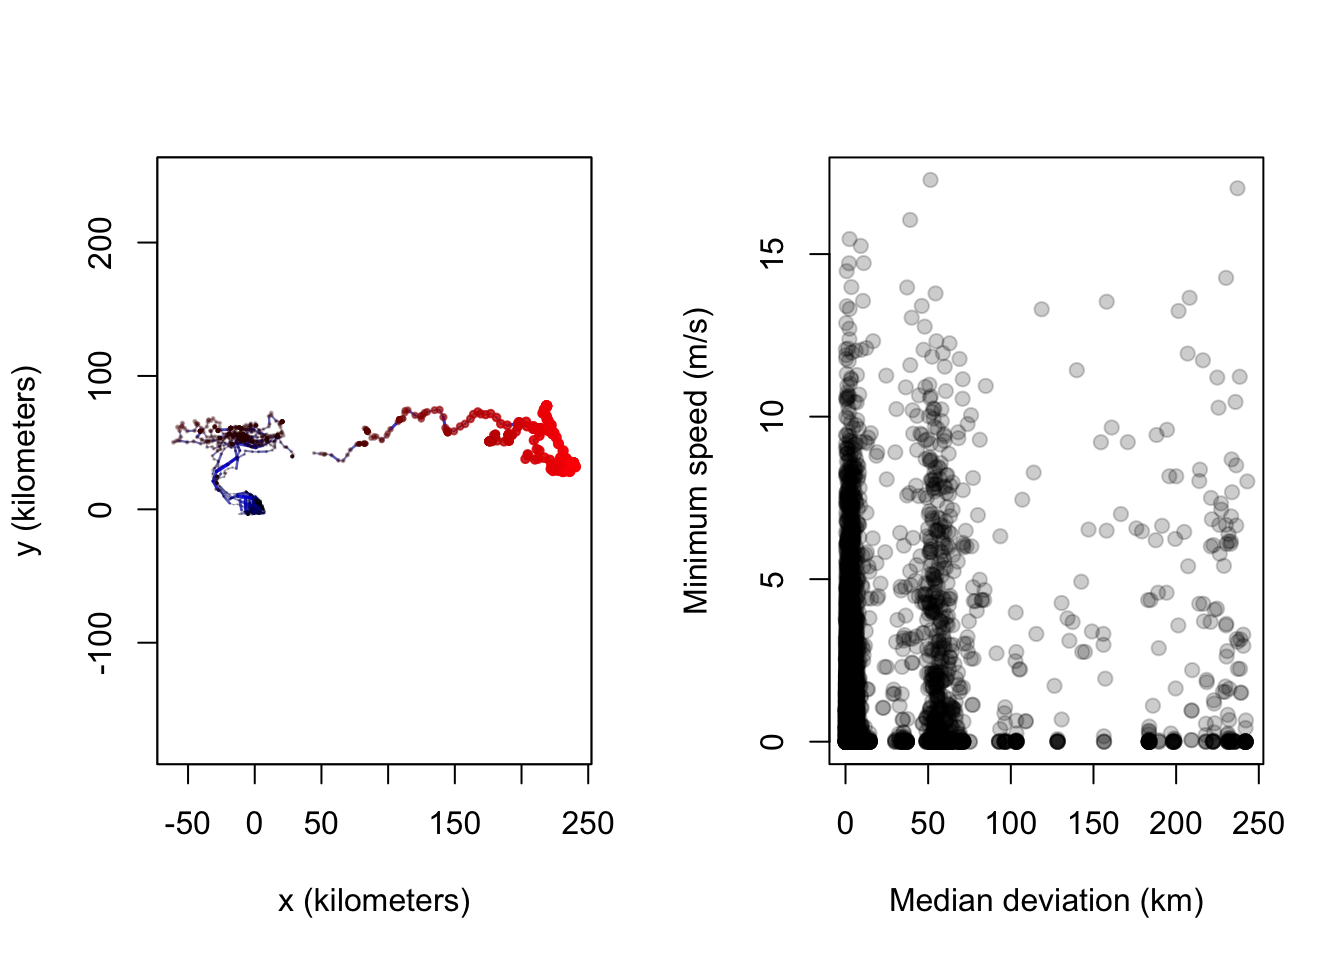 y (kilometers)
200
100
0
-100
-50 0 50 150 250
x (kilometers)
Minimum speed (m/s)
15
10
5
0
0 50 100 150 200 250
Median deviation (km)